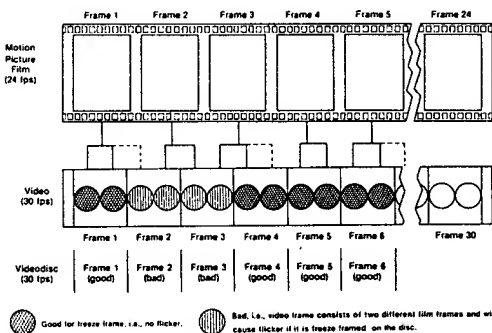 Frame 1 Frame 2 Frame 3 Frame 4 Frame 5 Frame 24
Motion
Picture
Film
(24 fps)
Video
(30 fps)
Frame 1 Frame 2 Frame 3 Frame 4 Frame 5 Frame 6 Frame 30
Videodisc
(30 fps)
Frame 1
(good)
Frame 2
(bad)
Frame 3
(bad)
Frame 4
(good)
Frame 5
(good)
Frame 6
(good)
Good for freeze frame, i.e., no flicker.
Bad, i.e., video frame consists of two different film frames and wi
cause flicker if it is freeze framed on the disc.